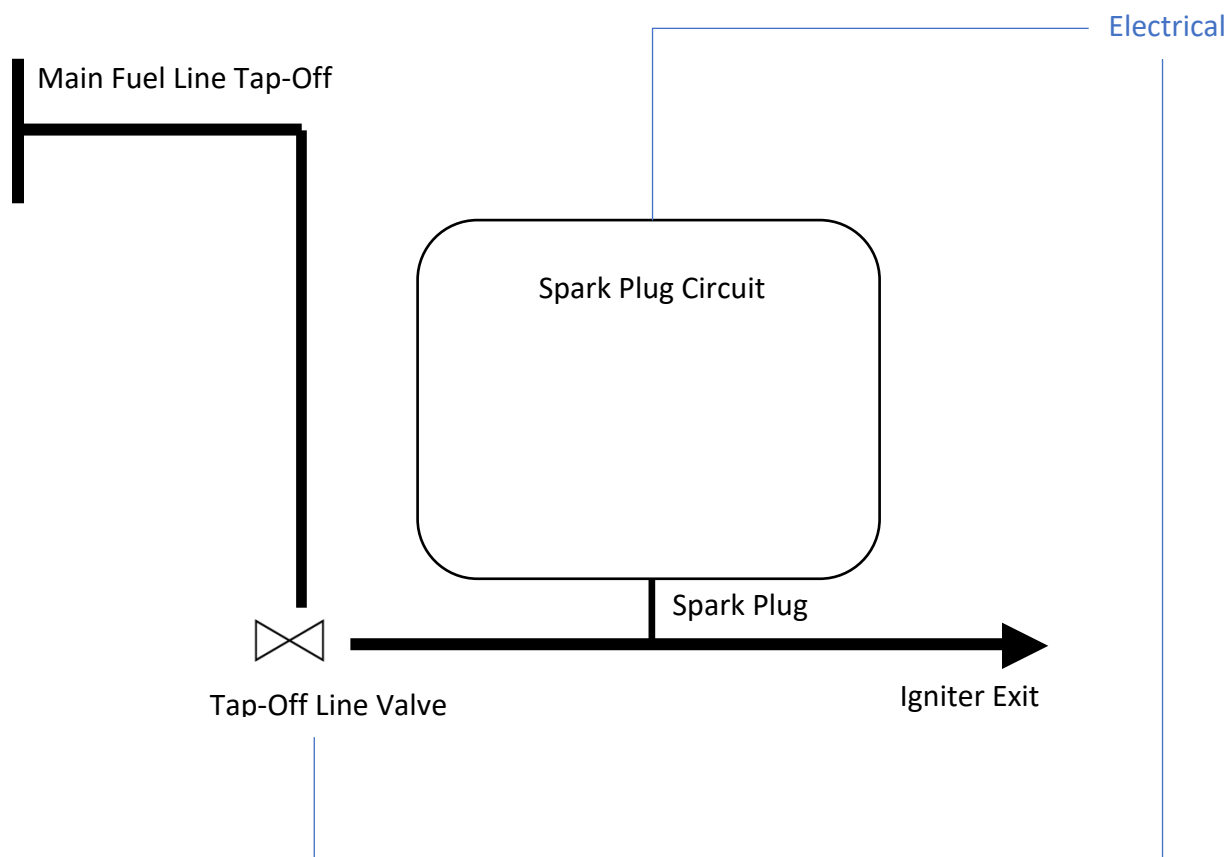 Electrical
Main Fuel Line Tap-Off
Spark Plug Circuit
Spark Plug
Igniter Exit
Tap-Off Line Valve